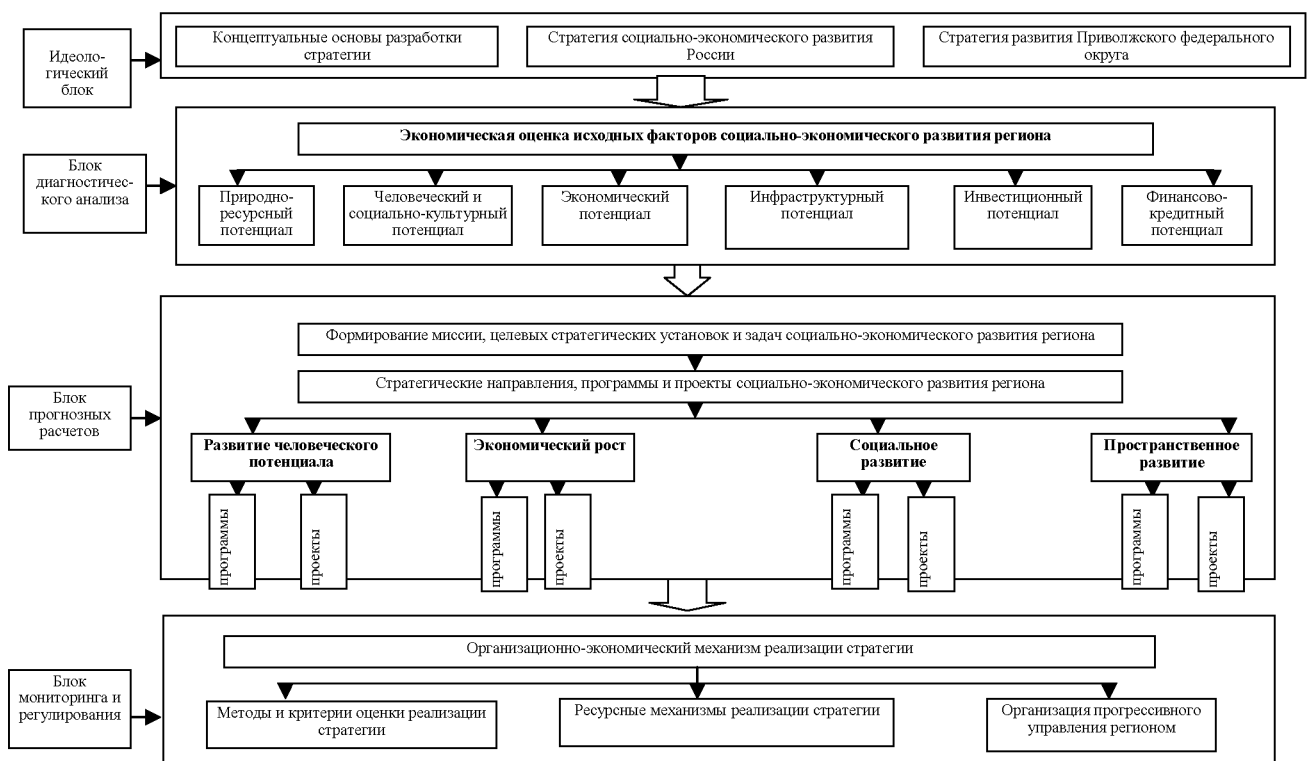 Идеоло-
гический
блок
Концептуальные основы разработки
стратегии
Стратегия социально-экономического развития
России
Стратегия развития Приволжского федерального
округа
Блок
диагностичес-
кого анализа
Экономическая оценка исходных факторов социально-экономического развития региона
Природно-
ресурсный
потенциал
Человеческий и
социально-культурный
потенциал
Экономический
потенциал
Инфраструктурный
потенциал
Инвестиционный
потенциал
Финансово-
кредитный
потенциал
Блок
прогнозных
расчетов
Формирование миссии, целевых стратегических установок и задач социально-экономического развития региона
Стратегические направления, программы и проекты социально-экономического развития региона
Развитие человеческого
потенциала
Экономический рост
Социальное
развитие
Пространственное
развитие
программы
проекты
программы
проекты
программы
проекты
программы
проекты
Блок
мониторинга и
регулирования
Организационно-экономический механизм реализации стратегии
Методы и критерии оценки реализации
стратегии
Ресурсные механизмы реализации стратегии
Организация прогрессивного
управления регионом